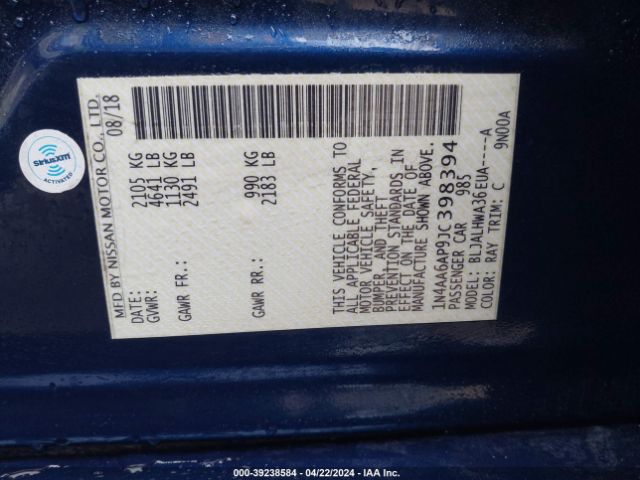 MFD BY NISSAN MOTOR CO., LTD.
DATE: 08/18
GVWR: 2105 KG
4641 LB
GAWR FR: 1130 KG
2491 LB
GAWR RR: 990 KG
2183 LB
THIS VEHICLE CONFORMS TO
ALL APPLICABLE FEDERAL
MOTOR VEHICLE SAFETY,
BUMPER, AND THEFT
PREVENTION STANDARDS IN
EFFECT ON THE DATE OF
MANUFACTURE SHOWN ABOVE.
1N4AA6AP9JC398394
PASSENGER CAR 985
MODEL: BLJALHWA36EUA-----A
COLOR: RAY TRIM: C 9N00A
SiriusXM
ACTIVATED
000-39238584 - 04/22/2024 - IAA Inc.